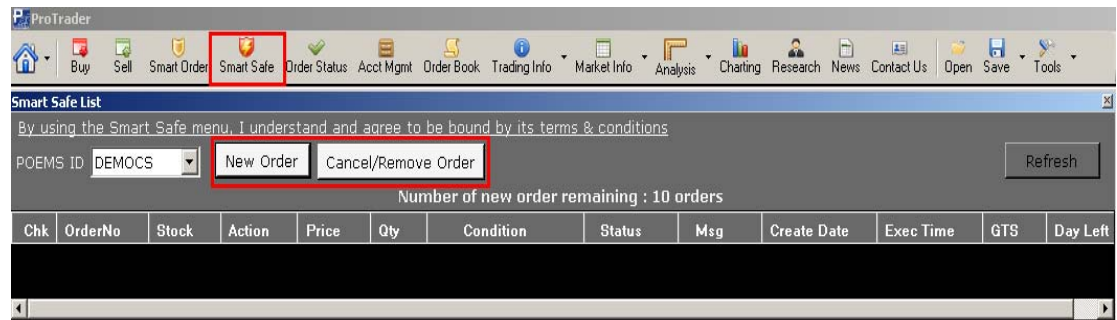 ProTrader
Buy Sell Smart Order Smart Safe Order Status Acct Mgmt Order Book Trading Info Market Info Analysis Charting Research News Contact Us Open Save Tools
Smart Safe List
By using the Smart Safe menu, I understand and agree to be bound by its terms & conditions
POEMS ID DEMOCS New Order Cancel/Remove Order Refresh
Number of new order remaining : 10 orders
Chk OrderNo Stock Action Price Qty Condition Status Msg Create Date Exec Time GTS Day Left